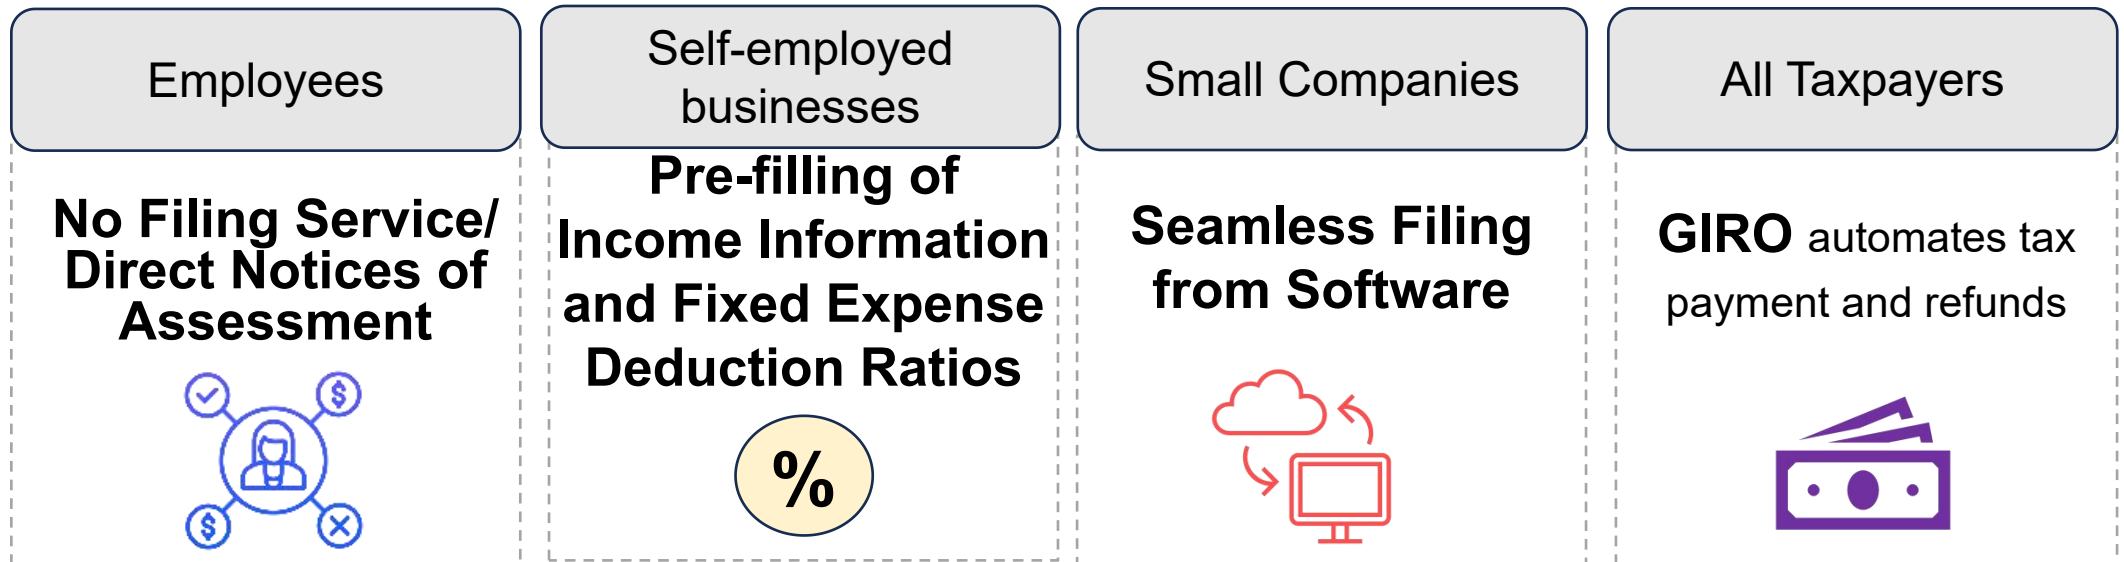 Employees
No Filing Service/
Direct Notices of
Assessment
$
$
Self-employed
businesses
Pre-filling of
Income Information
and Fixed Expense
Deduction Ratios
%
Small Companies
Seamless Filing
from Software
All Taxpayers
GIRO automates tax
payment and refunds